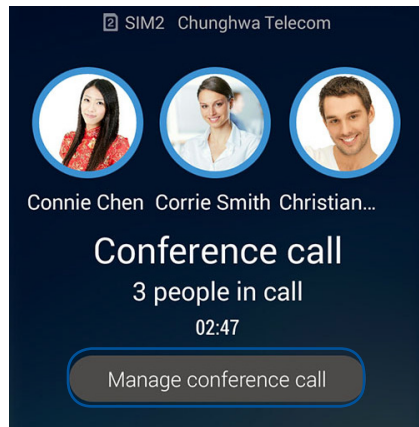 2 SIM2 Chunghwa Telecom
Connie Chen Corrie Smith Christian...
Conference call
3 people in call
02:47
Manage conference call